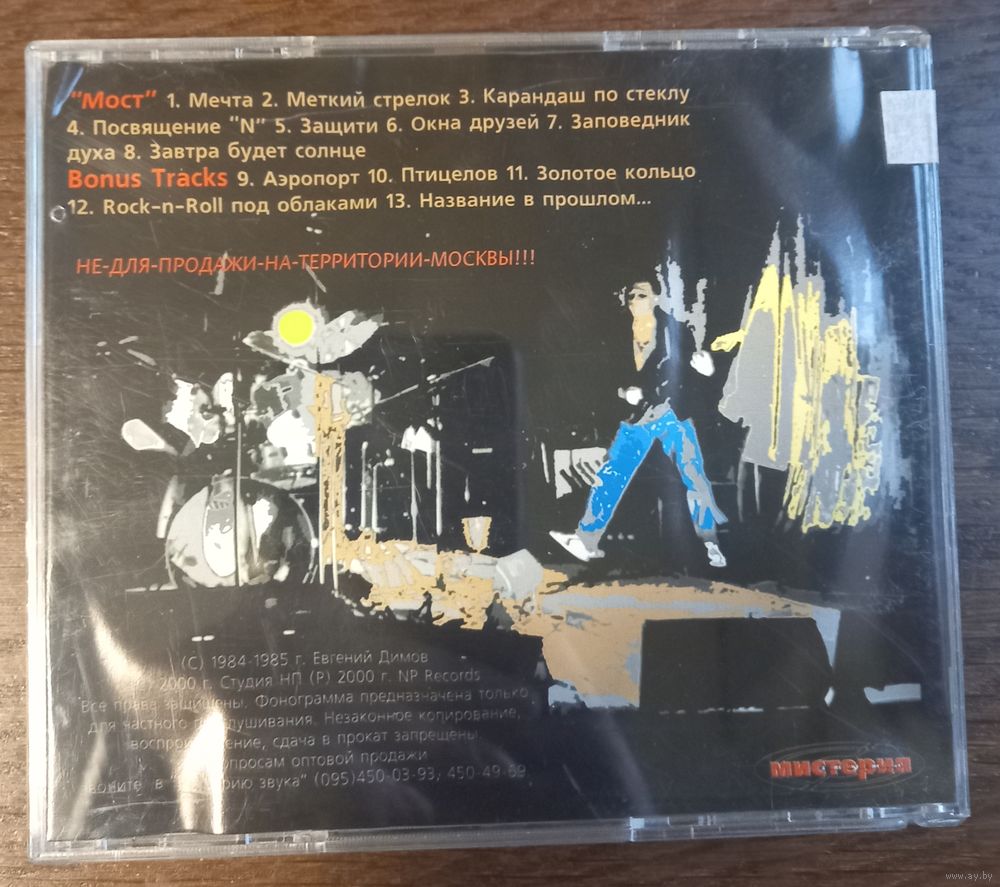 "Мост" 1. Мечта 2. Меткий стрелок 3. Карандаш по стеклу
4. Посвящение "N" 5. Защити 6. Окна друзей 7. Заповедник
духа 8. Завтра будет солнце
Bonus Tracks 9. Аэропорт 10. Птицелов 11. Золотое кольцо
12. Rock-n-Roll под облаками 13. Название в прошлом...
НЕ-ДЛЯ-ПРОДАЖИ-НА-ТЕРРИТОРИИ-МОСКВЫ!!!
(С) 1984-1985 г. Евгений Димов
2000 г. Студия НП (P) 2000 г. NP Records
Все права защищены. Фонограмма предназначена только
для частного прослушивания. Незаконное копирование,
сдача в прокат запрещены.
оптовой продажи
в звука" (095)450-03-93, 450-49-69
мистерия
www.ay.by